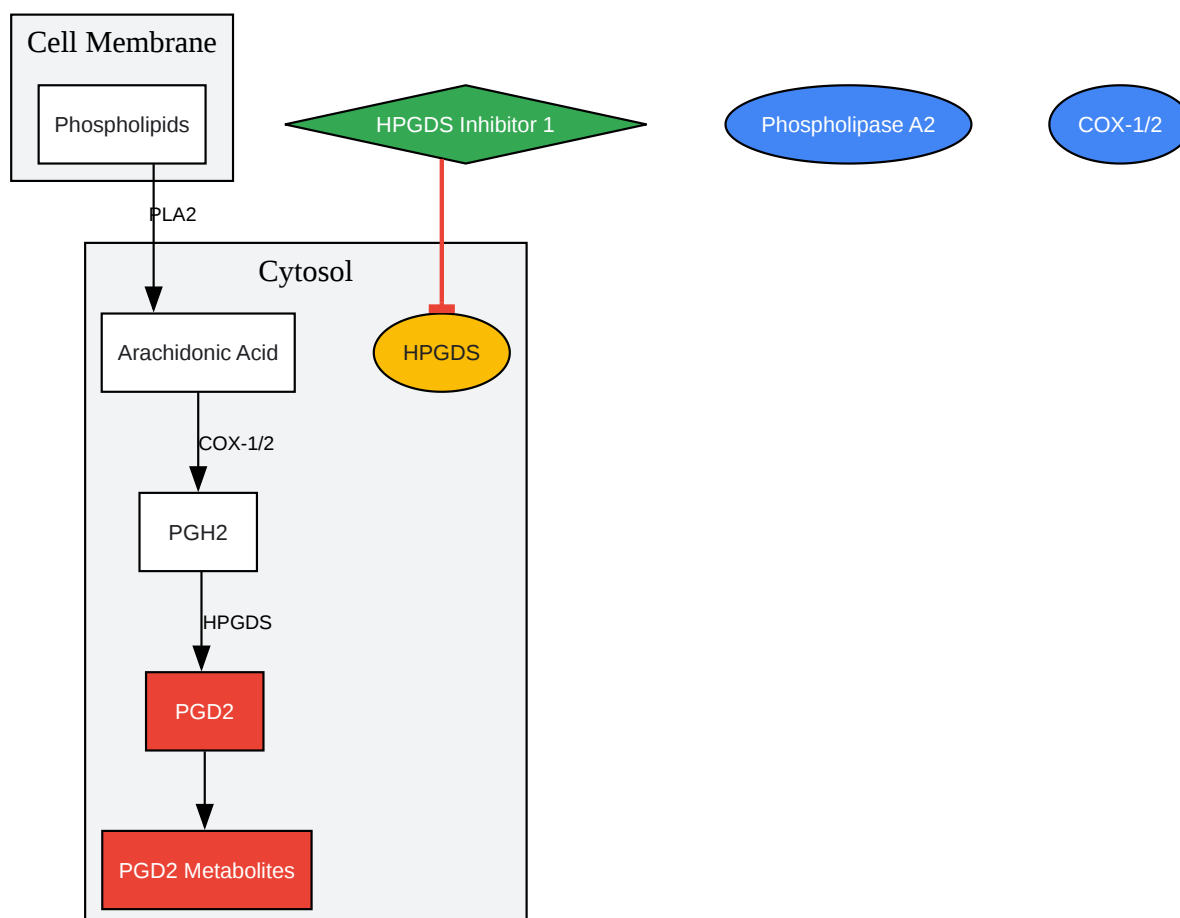 Cell Membrane
Phospholipids
HPGDS Inhibitor 1
Phospholipase A2
COX-1/2
PLA2
Cytosol
Arachidonic Acid
HPGDS
COX-1/2
PGH2
HPGDS
PGD2
PGD2 Metabolites